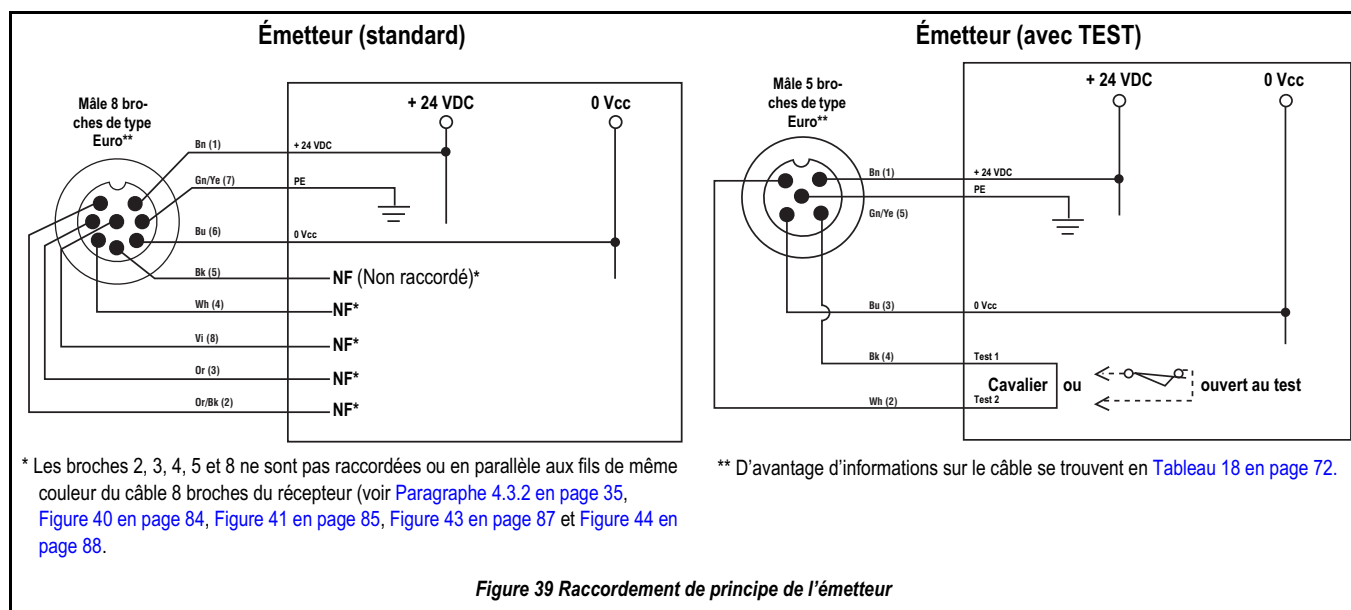 Émetteur (standard)
Mâle 8 bro-
ches de type
Euro**
+ 24 VDC
0 Vcc
Bn (1)
+ 24 VDC
Gn/Ye (7)
PE
Bu (6)
0 Vcc
Bk (5)
NF (Non raccordé)*
Wh (4)
NF*
Vi (8)
NF*
Or (3)
NF*
Or/Bk (2)
NF*
* Les broches 2, 3, 4, 5 et 8 ne sont pas raccordées ou en parallèle aux fils de même
couleur du câble 8 broches du récepteur (voir Paragraphe 4.3.2 en page 35,
Figure 40 en page 84, Figure 41 en page 85, Figure 43 en page 87 et Figure 44 en
page 88.
Émetteur (avec TEST)
Mâle 5 bro-
ches de type
Euro**
+ 24 VDC
0 Vcc
Bn (1)
+ 24 VDC
PE
Gn/Ye (5)
Bu (3)
0 Vcc
Bk (4)
Test 1
Cavalier ou ouvert au test
Wh (2)
Test 2
** D’avantage d’informations sur le câble se trouvent en Tableau 18 en page 72.
Figure 39 Raccordement de principe de l’émetteur